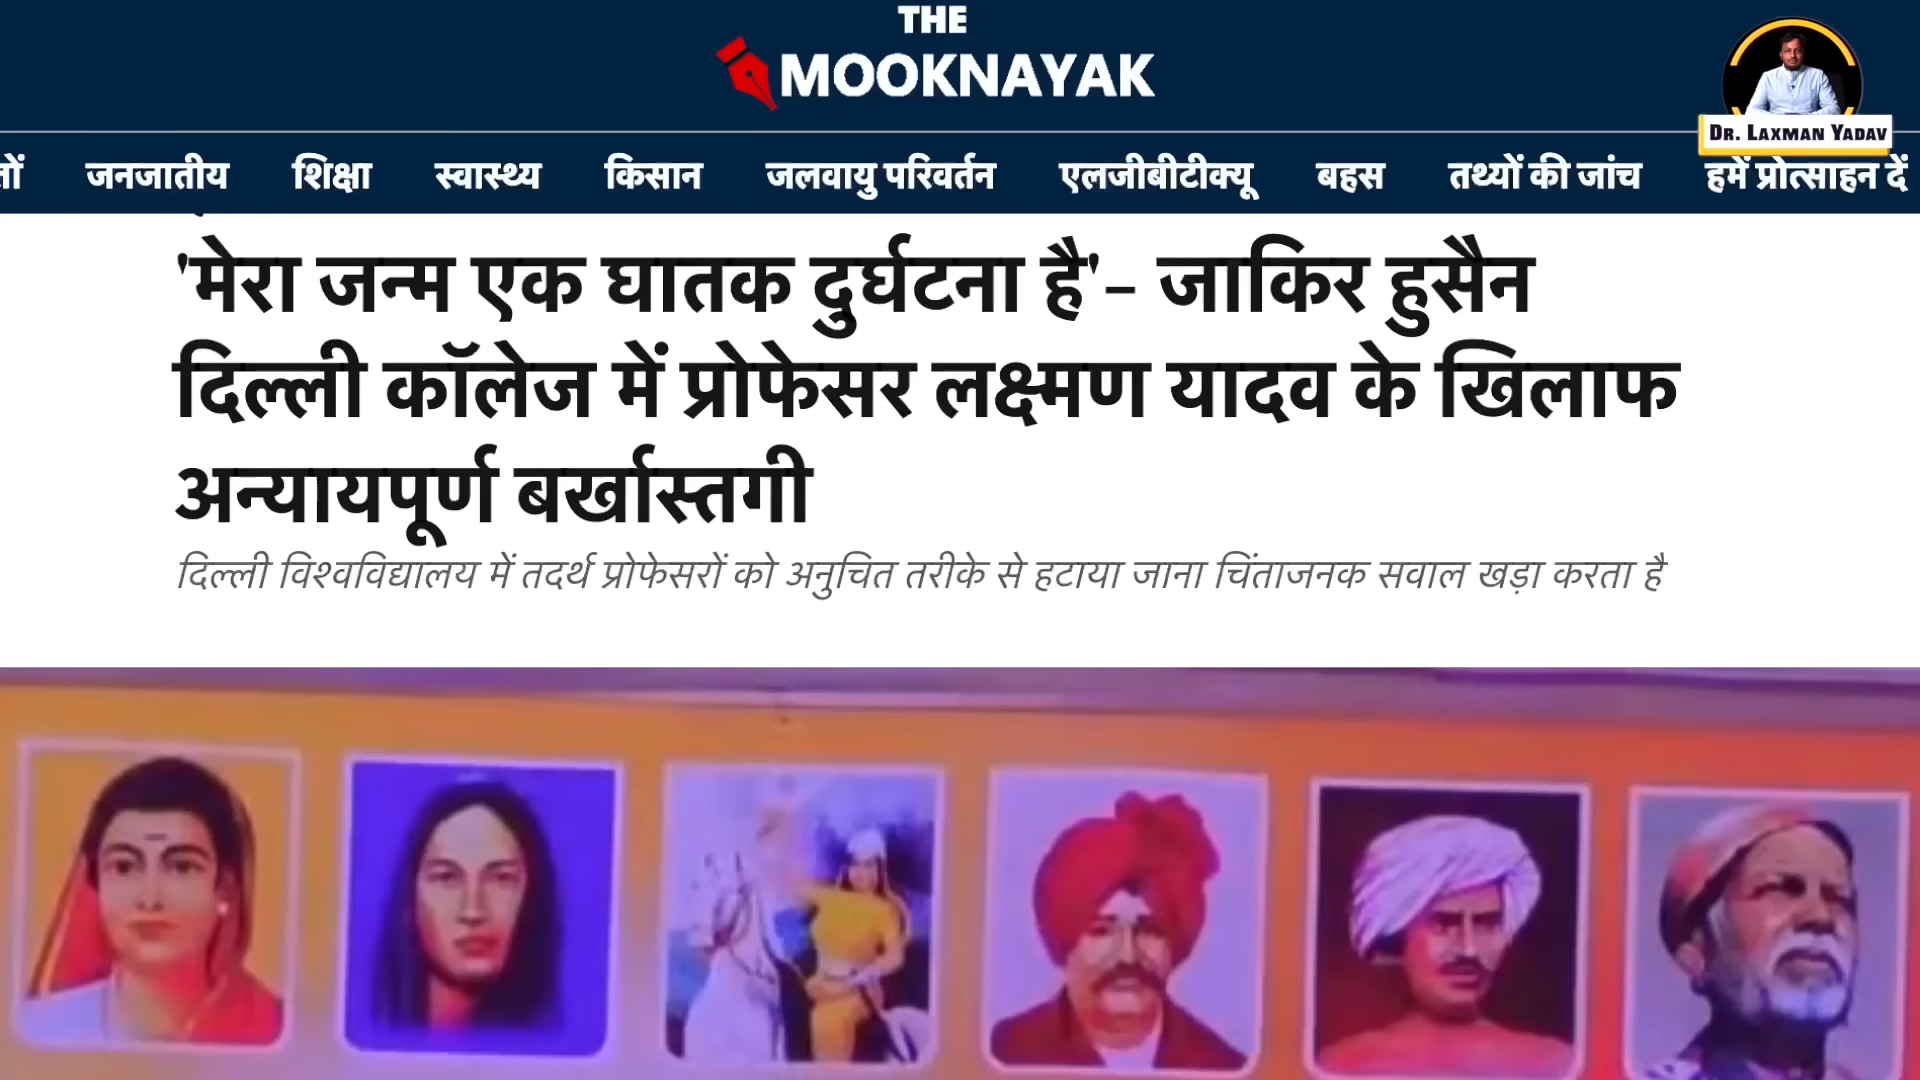 THE
MOOKNAYAK
DR. LAXMAN YADAV
जनजातीय शिक्षा स्वास्थ्य किसान जलवायु परिवर्तन एलजीबीटीक्यू बहस तथ्यों की जांच हमें प्रोत्साहन दें
'मेरा जन्म एक घातक दुर्घटना है'– जाकिर हुसैन
दिल्ली कॉलेज में प्रोफेसर लक्ष्मण यादव के खिलाफ
अन्यायपूर्ण बर्खास्तगी
दिल्ली विश्वविद्यालय में तदर्थ प्रोफेसरों को अनुचित तरीके से हटाया जाना चिंताजनक सवाल खड़ा करता है